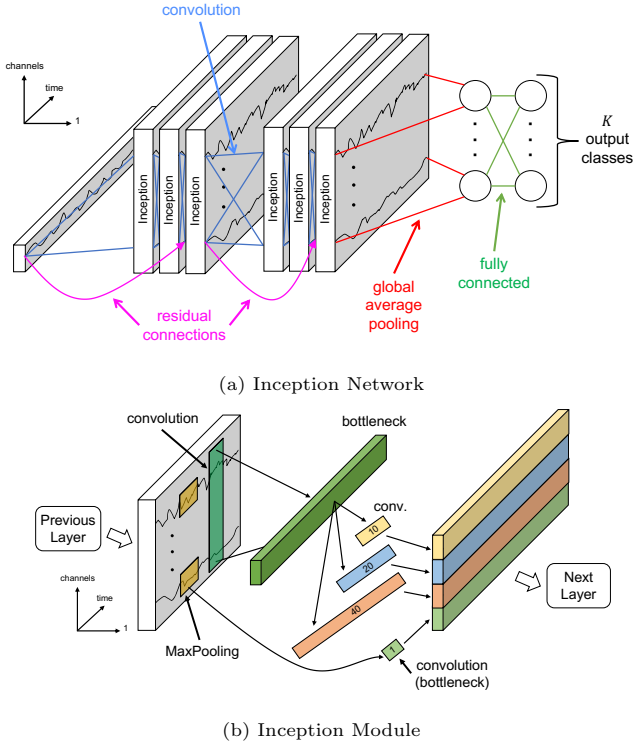 convolution
channels
time
1
Inception
Inception
Inception
Inception
Inception
Inception
K
output
classes
residual
connections
global
average
pooling
fully
connected
(a) Inception Network
convolution
bottleneck
Previous
Layer
conv.
10
20
40
1
Next
Layer
channels
time
1
MaxPooling
convolution
(bottleneck)
(b) Inception Module